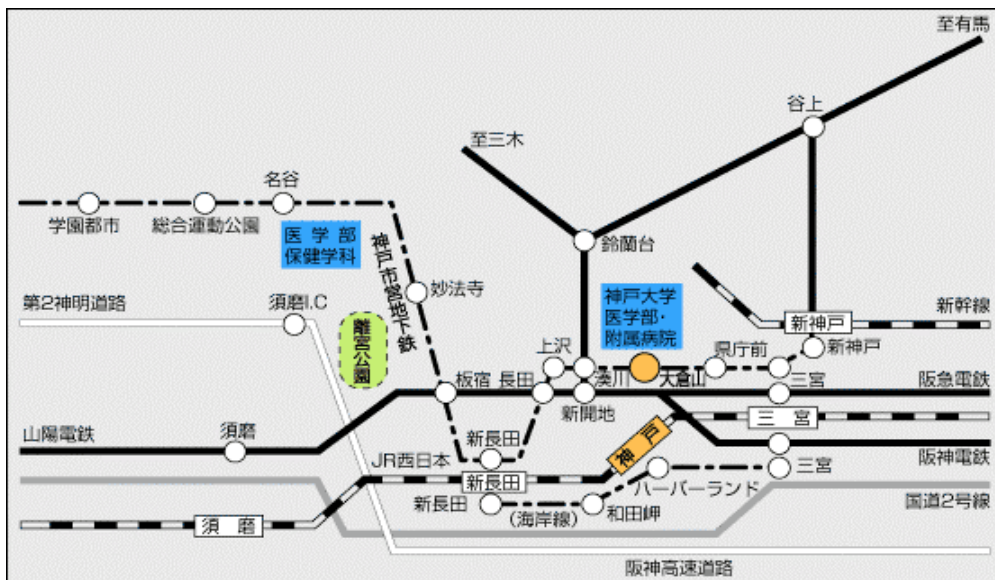 至有馬
谷上
至三木
名谷
学園都市
総合運動公園
医学部
保健学科
神戸市営地下鉄
鈴蘭台
妙法寺
神戸大学
医学部・
附属病院
第2神明道路
須磨I.C
新幹線
新神戸
新神戸
離宮公園
上沢
県庁前
板宿
長田
湊川
大倉山
三宮
阪急電鉄
新開地
三宮
山陽電鉄
須磨
新長田
神戸
JR西日本
阪神電鉄
新長田
三宮
ハーバーランド
新長田
(海岸線)
和田岬
国道2号線
須磨
阪神高速道路